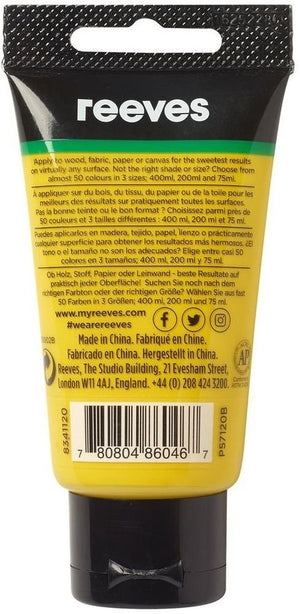 reeves
Apply to wood, fabric, paper or canvas for the sweetest results
on virtually any surface. Not the right shade or size? Choose from
almost 50 colours in 3 sizes; 400ml, 200ml and 75ml.
À appliquer sur du bois, du tissu, du papier ou de la toile pour les
meilleurs des résultats sur pratiquement toutes les surfaces.
Pas la bonne teinte ou le bon format ? Choisissez parmi près de
50 couleurs et 3 tailles différentes : 400 ml, 200 ml et 75 ml.
Puedes aplicarlos en madera, tejido, papel, lienzo o prácticamente
cualquier superficie para obtener los resultados más hermosos. ¿El
tono o el tamaño no son los adecuados? Elige entre casi 50
colores en 3 tamaños; 400 ml, 200 ml y 75 ml.
Ob Holz, Stoff, Papier oder Leinwand - beste Resultate auf
praktisch jeder Oberfläche! Suchen Sie noch nach dem
richtigen Farbton oder der richtigen Größe? Wählen Sie aus fast
50 Farben in 3 Größen; 400 ml, 200 ml und 75 ml.
www.myreeves.com
#wearereeves
Made in China. Fabriqué en Chine.
Fabricado en China. Hergestellt in China.
Reeves, The Studio Building, 21 Evesham Street,
London W11 4AJ, England. +44 (0) 208 424 3200.
AP
8341120
P57120B
7 80804 86046 7